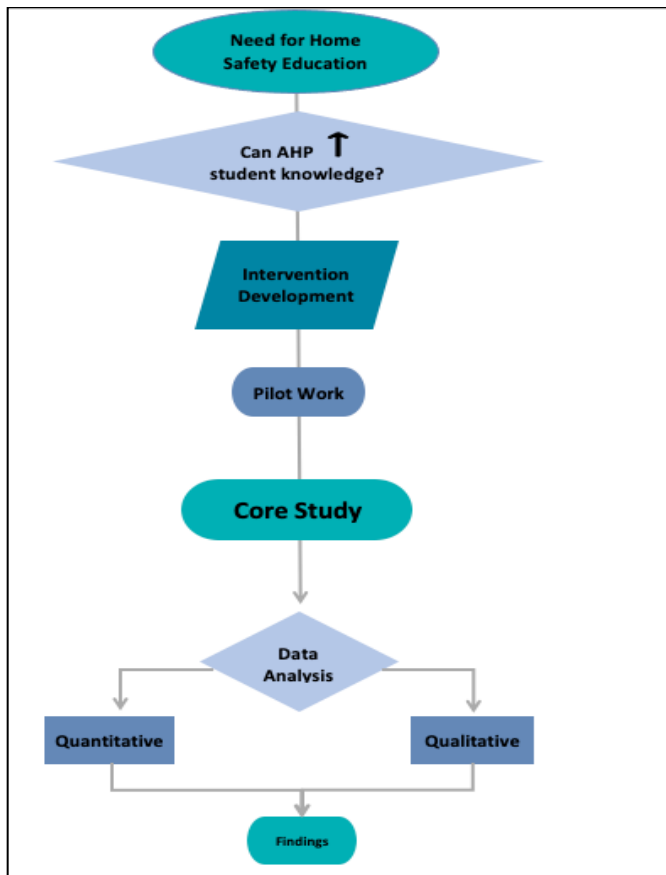 Need for Home
Safety Education
Can AHP ↑
student knowledge?
Intervention
Development
Pilot Work
Core Study
Data
Analysis
Quantitative
Qualitative
Findings